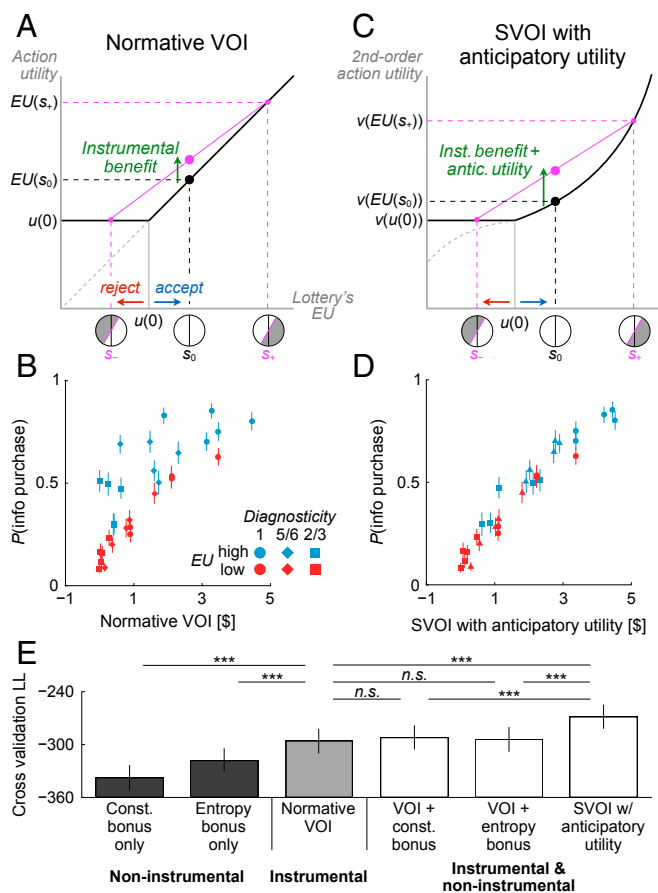 A
Normative VOI
Action
utility
EU(s+)
EU(s0)
u(0)
Instrumental
benefit
reject
accept
Lottery's
EU
u(0)
s−
s0
s+
C
SVOI with
anticipatory utility
2nd-order
action utility
v(EU(s+))
v(EU(s0))
v(u(0))
Inst. benefit +
antic. utility
u(0)
s−
s0
s+
B
P(info purchase)
1
0.5
0
−1
1
3
5
Normative VOI [$]
Diagnosticity
1 5/6 2/3
EU high
low
D
P(info purchase)
1
0.5
0
−1
1
3
5
SVOI with anticipatory utility [$]
E
Cross validation LL
−240
−300
−360
***
***
***
n.s.
***
n.s.
***
Const.
bonus
only
Entropy
bonus
only
Normative
VOI
VOI +
const.
bonus
VOI +
entropy
bonus
SVOI w/
anticipatory
utility
Non-instrumental
Instrumental
Instrumental &
non-instrumental